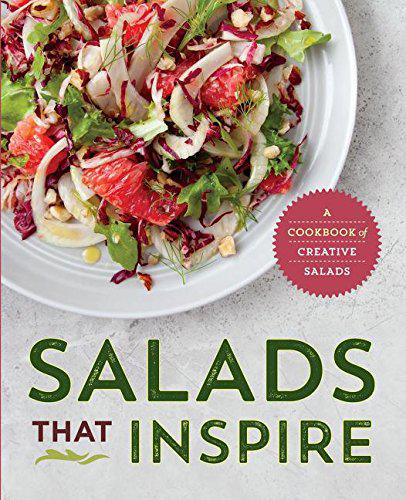 A
COOKBOOK of
CREATIVE
SALADS
SALADS
THAT INSPIRE